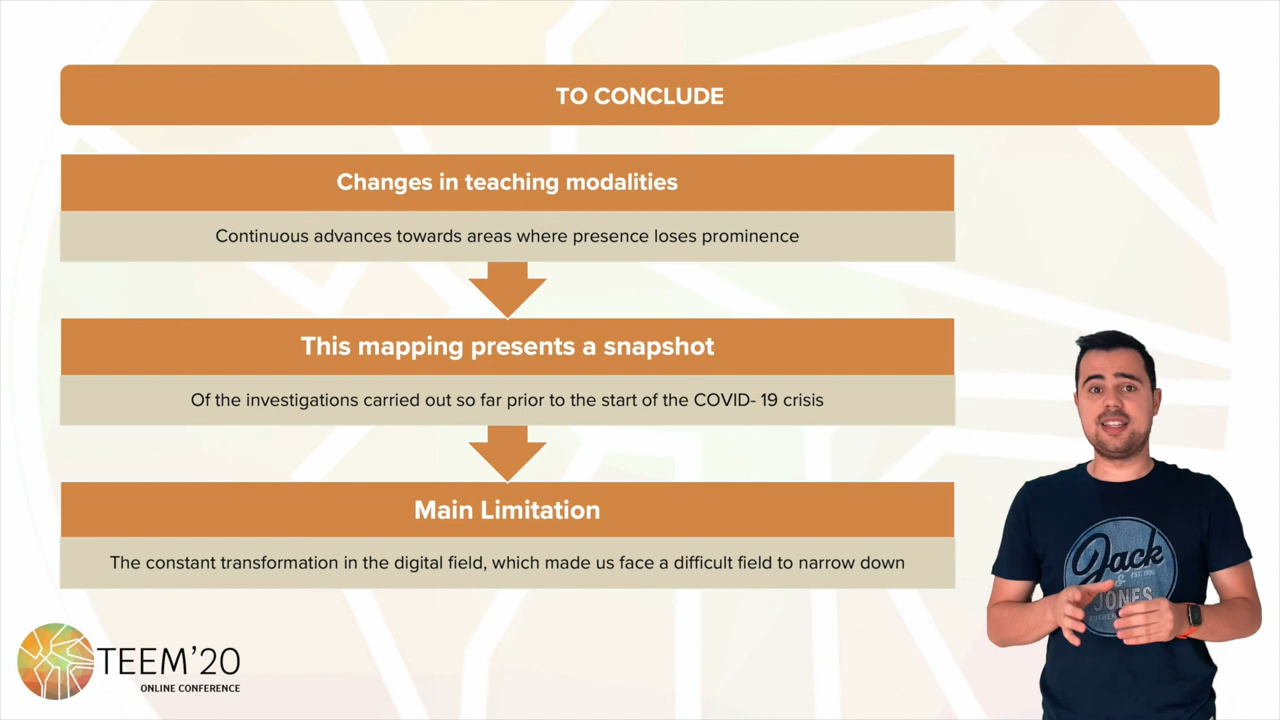 TO CONCLUDE
Changes in teaching modalities
Continuous advances towards areas where presence loses prominence
This mapping presents a snapshot
Of the investigations carried out so far prior to the start of the COVID- 19 crisis
Main Limitation
The constant transformation in the digital field, which made us face a difficult field to narrow down
Jack
EST. 1990
&
JONES
TEEM'20
ONLINE CONFERENCE